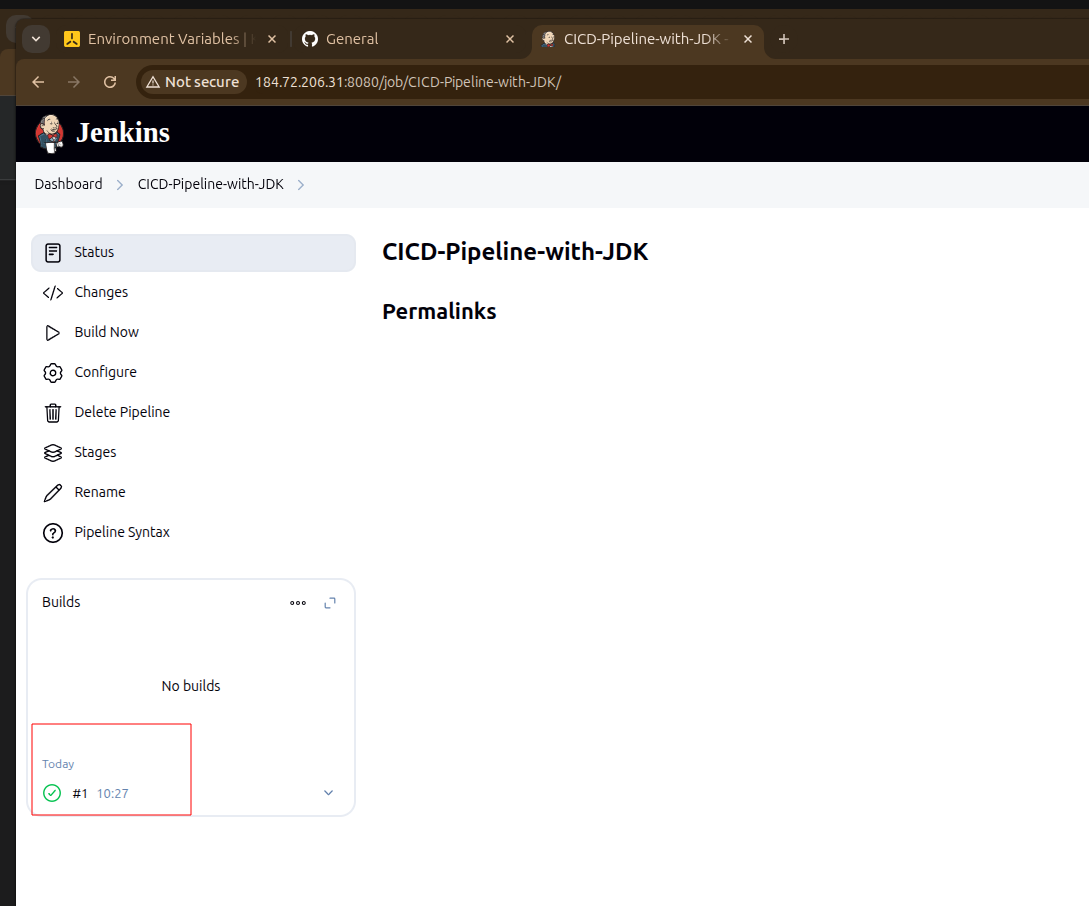 Environment Variables |
General
CICD-Pipeline-with-JDK -
Not secure
184.72.206.31:8080/job/CICD-Pipeline-with-JDK/
Jenkins
Dashboard
CICD-Pipeline-with-JDK
Status
Changes
Build Now
Configure
Delete Pipeline
Stages
Rename
Pipeline Syntax
CICD-Pipeline-with-JDK
Permalinks
Builds
No builds
Today
#1 10:27